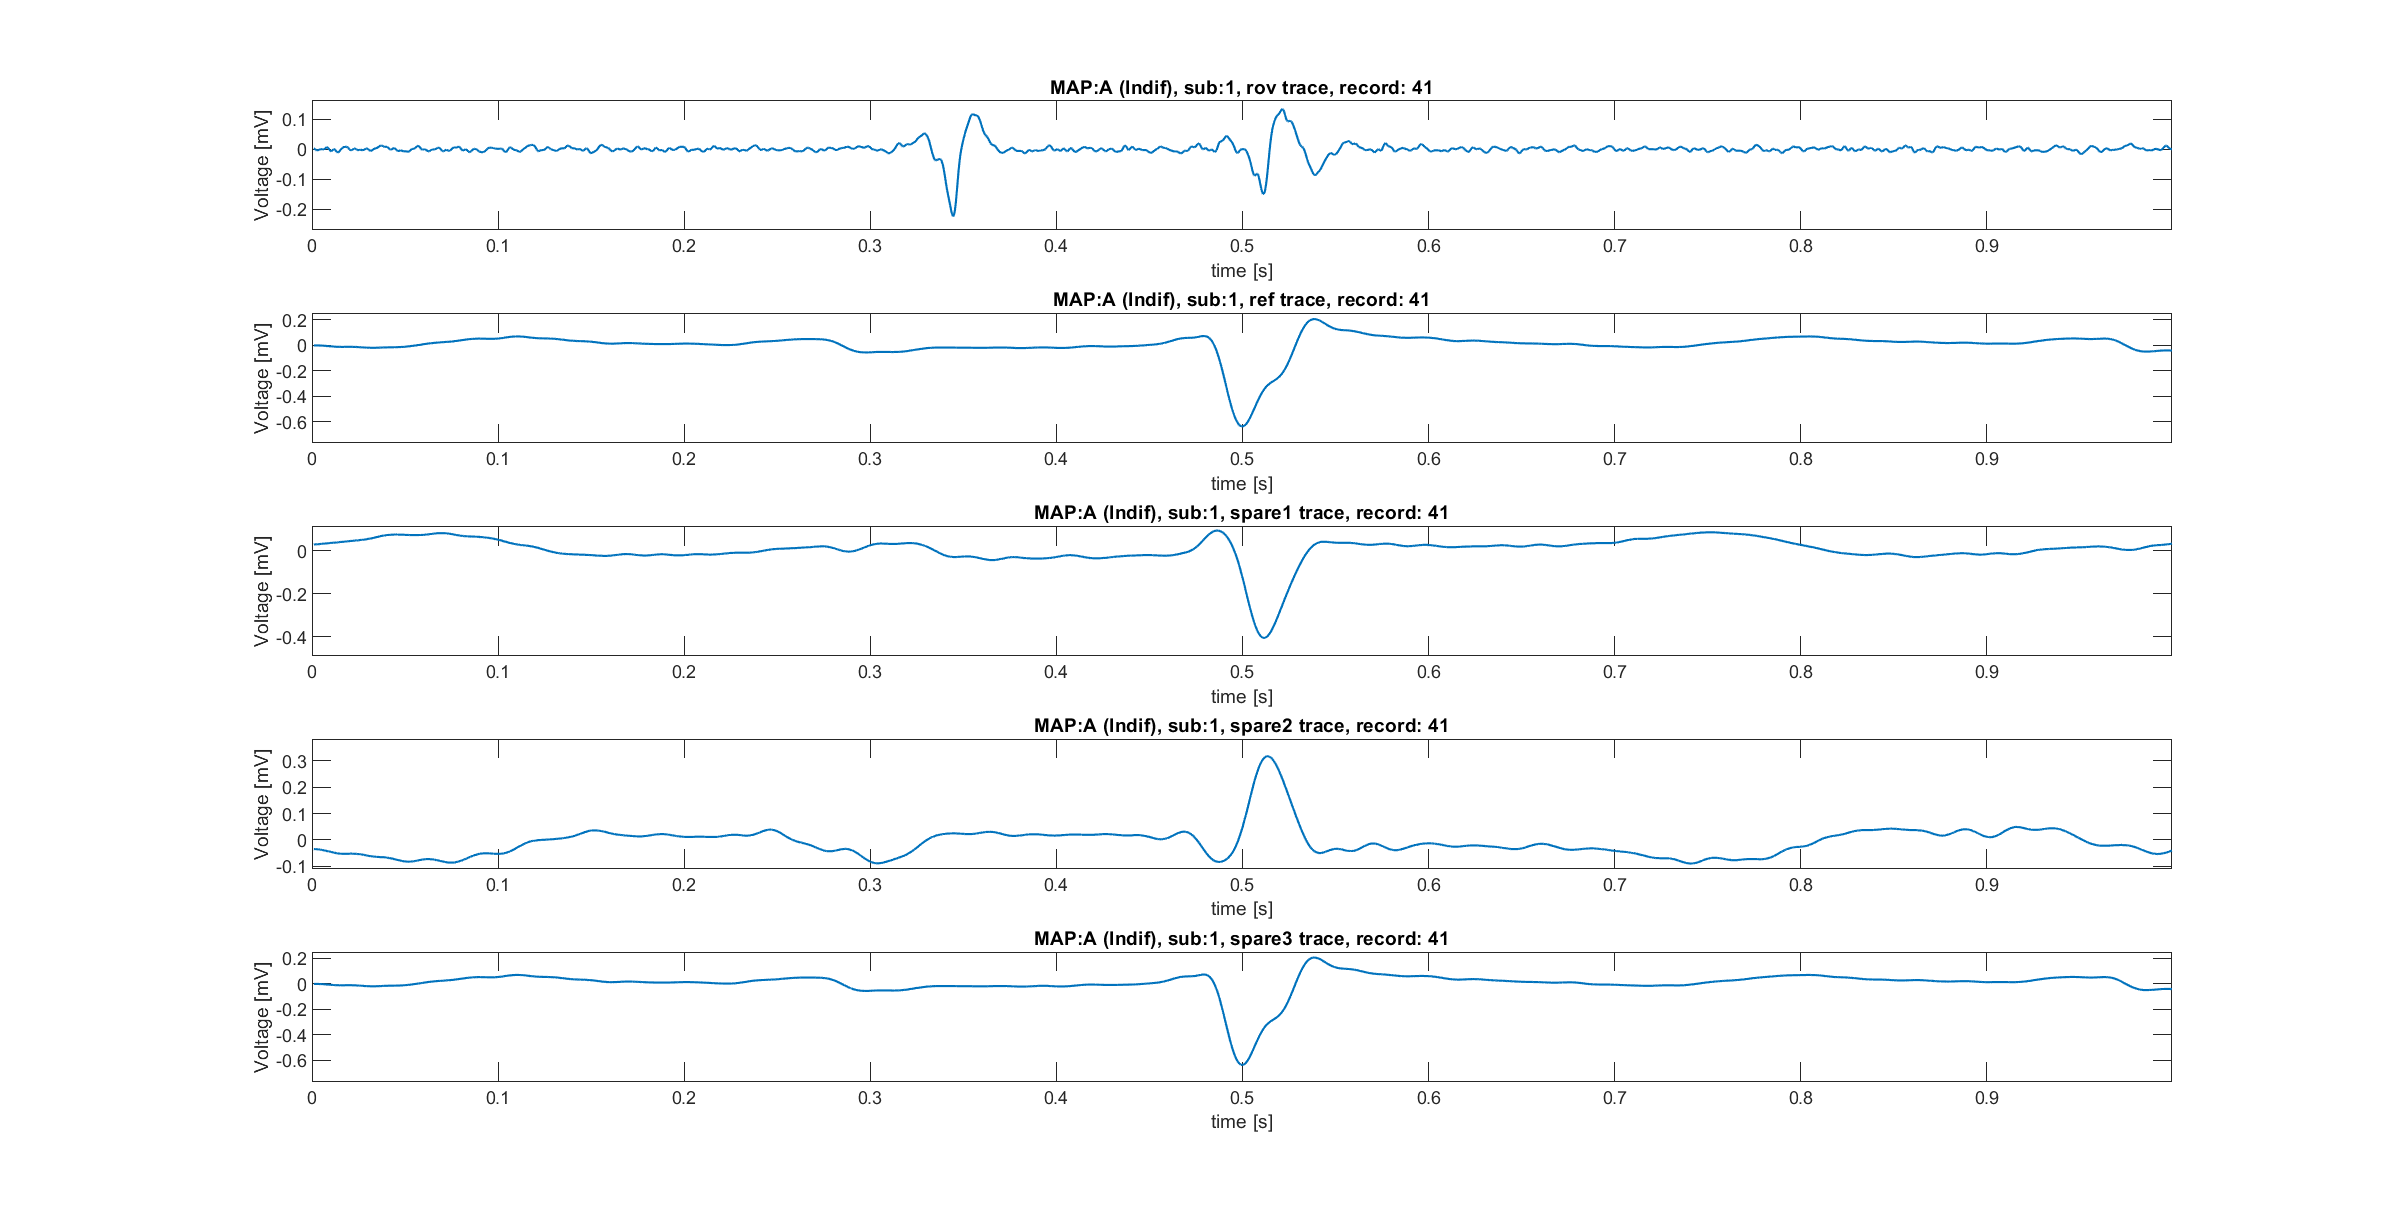 MAP:A (Indif), sub:1, rov trace, record: 41
Voltage [mV]
0.1
0
-0.1
-0.2
0 0.1 0.2 0.3 0.4 0.5 0.6 0.7 0.8 0.9
time [s]
MAP:A (Indif), sub:1, ref trace, record: 41
Voltage [mV]
0.2
0
-0.2
-0.4
-0.6
0 0.1 0.2 0.3 0.4 0.5 0.6 0.7 0.8 0.9
time [s]
MAP:A (Indif), sub:1, spare1 trace, record: 41
Voltage [mV]
0
-0.2
-0.4
0 0.1 0.2 0.3 0.4 0.5 0.6 0.7 0.8 0.9
time [s]
MAP:A (Indif), sub:1, spare2 trace, record: 41
Voltage [mV]
0.3
0.2
0.1
0
-0.1
0 0.1 0.2 0.3 0.4 0.5 0.6 0.7 0.8 0.9
time [s]
MAP:A (Indif), sub:1, spare3 trace, record: 41
Voltage [mV]
0.2
0
-0.2
-0.4
-0.6
0 0.1 0.2 0.3 0.4 0.5 0.6 0.7 0.8 0.9
time [s]